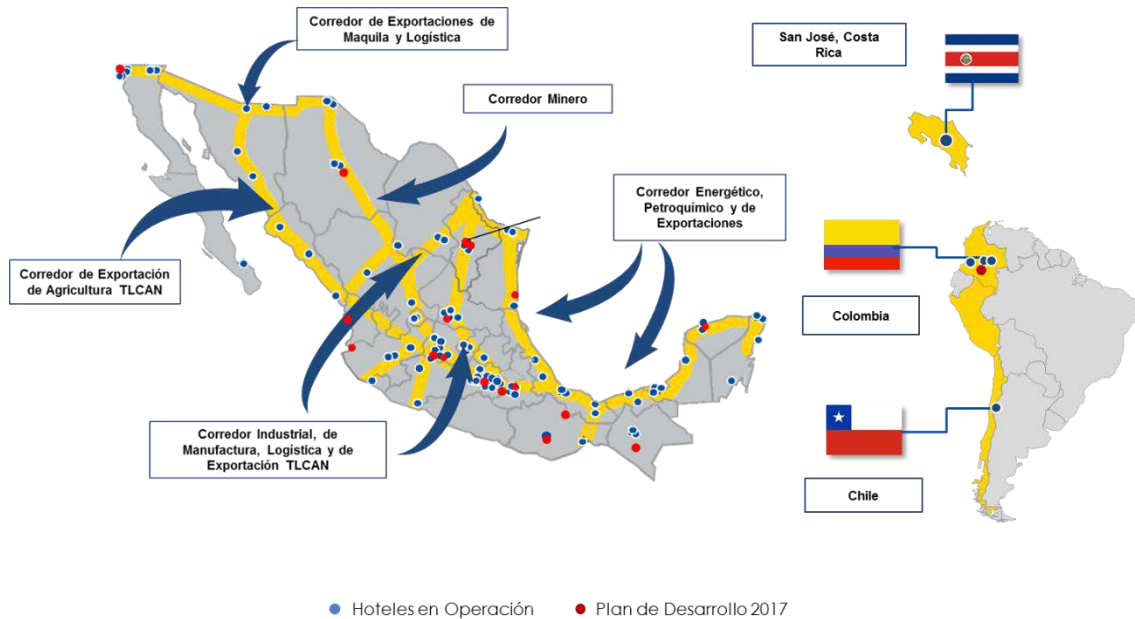 Corredor de Exportaciones de
Maquila y Logística
San José, Costa
Rica
Corredor Minero
Corredor Energético,
Petroquímico y de
Exportaciones
Corredor de Exportación
de Agricultura TLCAN
Colombia
Corredor Industrial, de
Manufactura, Logística y de
Exportación TLCAN
Chile
Hoteles en Operación
Plan de Desarrollo 2017